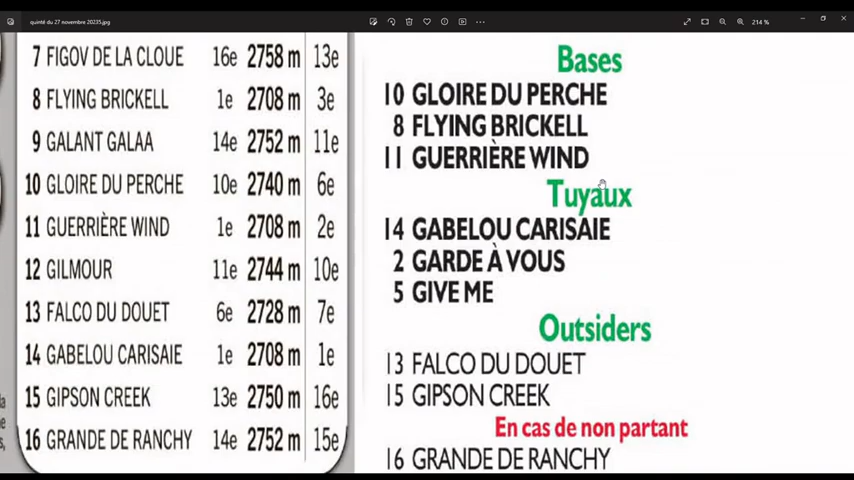 quinté du 27 novembre 20235.jpg
214 %
7 FIGOV DE LA CLOUE 16e 2758 m 13e
8 FLYING BRICKELL 1e 2708 m 3e
9 GALANT GALAA 14e 2752 m 11e
10 GLOIRE DU PERCHE 10e 2740 m 6e
11 GUERRIÈRE WIND 1e 2708 m 2e
12 GILMOUR 11e 2744 m 10e
13 FALCO DU DOUET 6e 2728 m 7e
14 GABELOU CARISAIE 1e 2708 m 1e
15 GIPSON CREEK 13e 2750 m 16e
16 GRANDE DE RANCHY 14e 2752 m 15e
Bases
10 GLOIRE DU PERCHE
8 FLYING BRICKELL
11 GUERRIÈRE WIND
Tuyaux
14 GABELOU CARISAIE
2 GARDE À VOUS
5 GIVE ME
Outsiders
13 FALCO DU DOUET
15 GIPSON CREEK
En cas de non partant
16 GRANDE DE RANCHY